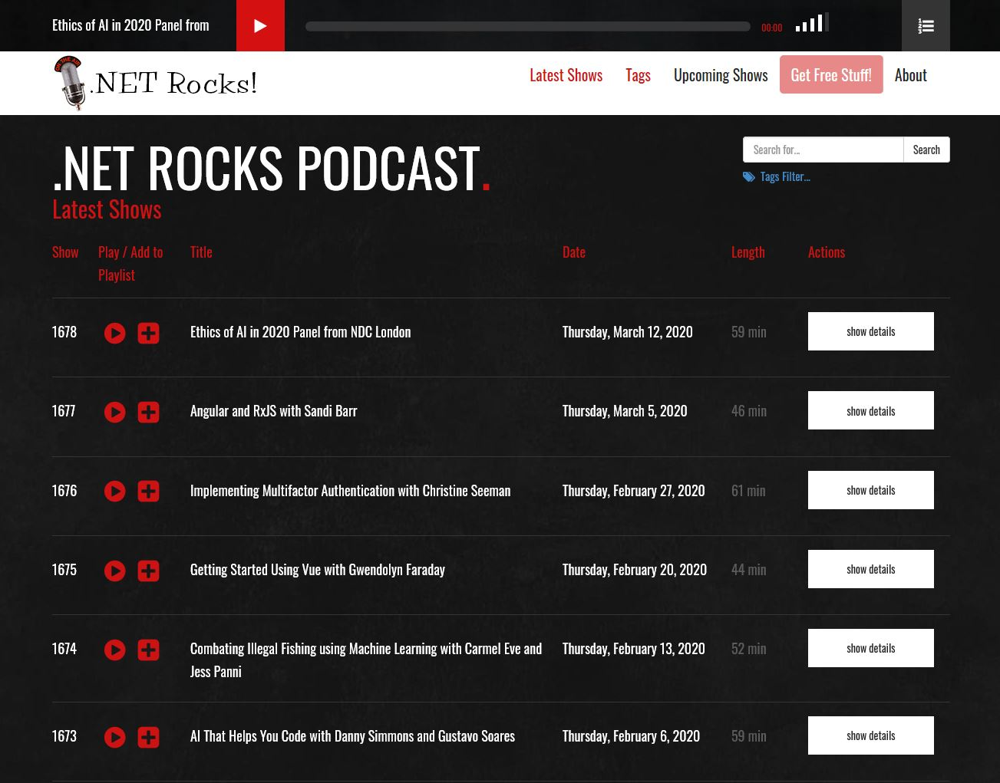 Ethics of AI in 2020 Panel from
00:00
ON THE AIR
.NET Rocks!
Latest Shows Tags Upcoming Shows Get Free Stuff! About
.NET ROCKS PODCAST.
Latest Shows
Search for... Search
Tags Filter...
Show Play / Add to Title Date Length Actions
Playlist
1678 Ethics of AI in 2020 Panel from NDC London Thursday, March 12, 2020 59 min show details
1677 Angular and RxJS with Sandi Barr Thursday, March 5, 2020 46 min show details
1676 Implementing Multifactor Authentication with Christine Seeman Thursday, February 27, 2020 61 min show details
1675 Getting Started Using Vue with Gwendolyn Faraday Thursday, February 20, 2020 44 min show details
1674 Combating Illegal Fishing using Machine Learning with Carmel Eve and Thursday, February 13, 2020 52 min show details
Jess Panni
1673 AI That Helps You Code with Danny Simmons and Gustavo Soares Thursday, February 6, 2020 59 min show details